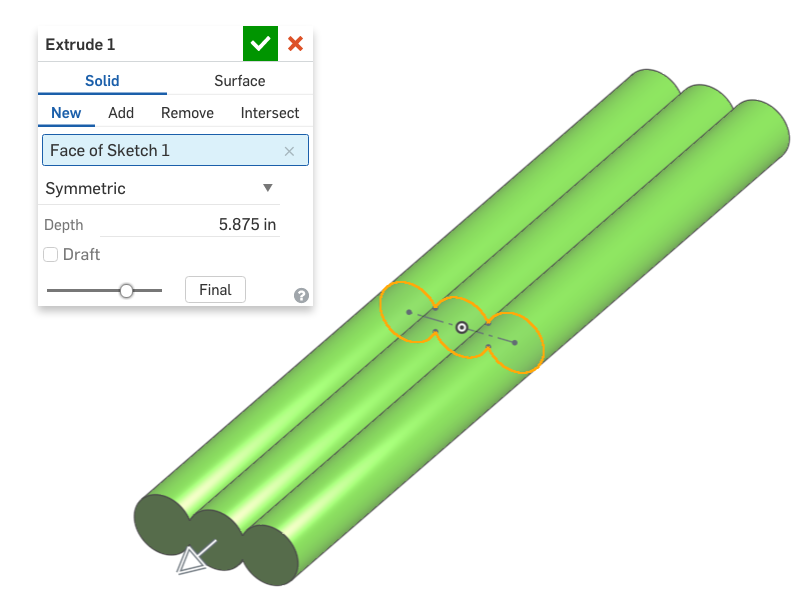 Extrude 1
Solid Surface
New Add Remove Intersect
Face of Sketch 1
Symmetric
Depth 5.875 in
Draft
Final ?